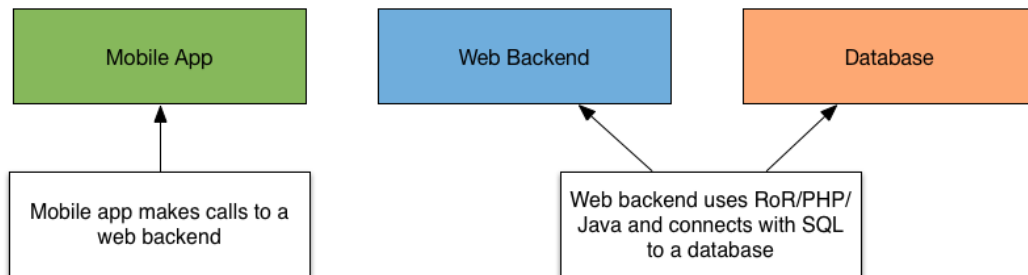 Mobile App
Web Backend
Database
Mobile app makes calls to a
web backend
Web backend uses RoR/PHP/
Java and connects with SQL
to a database